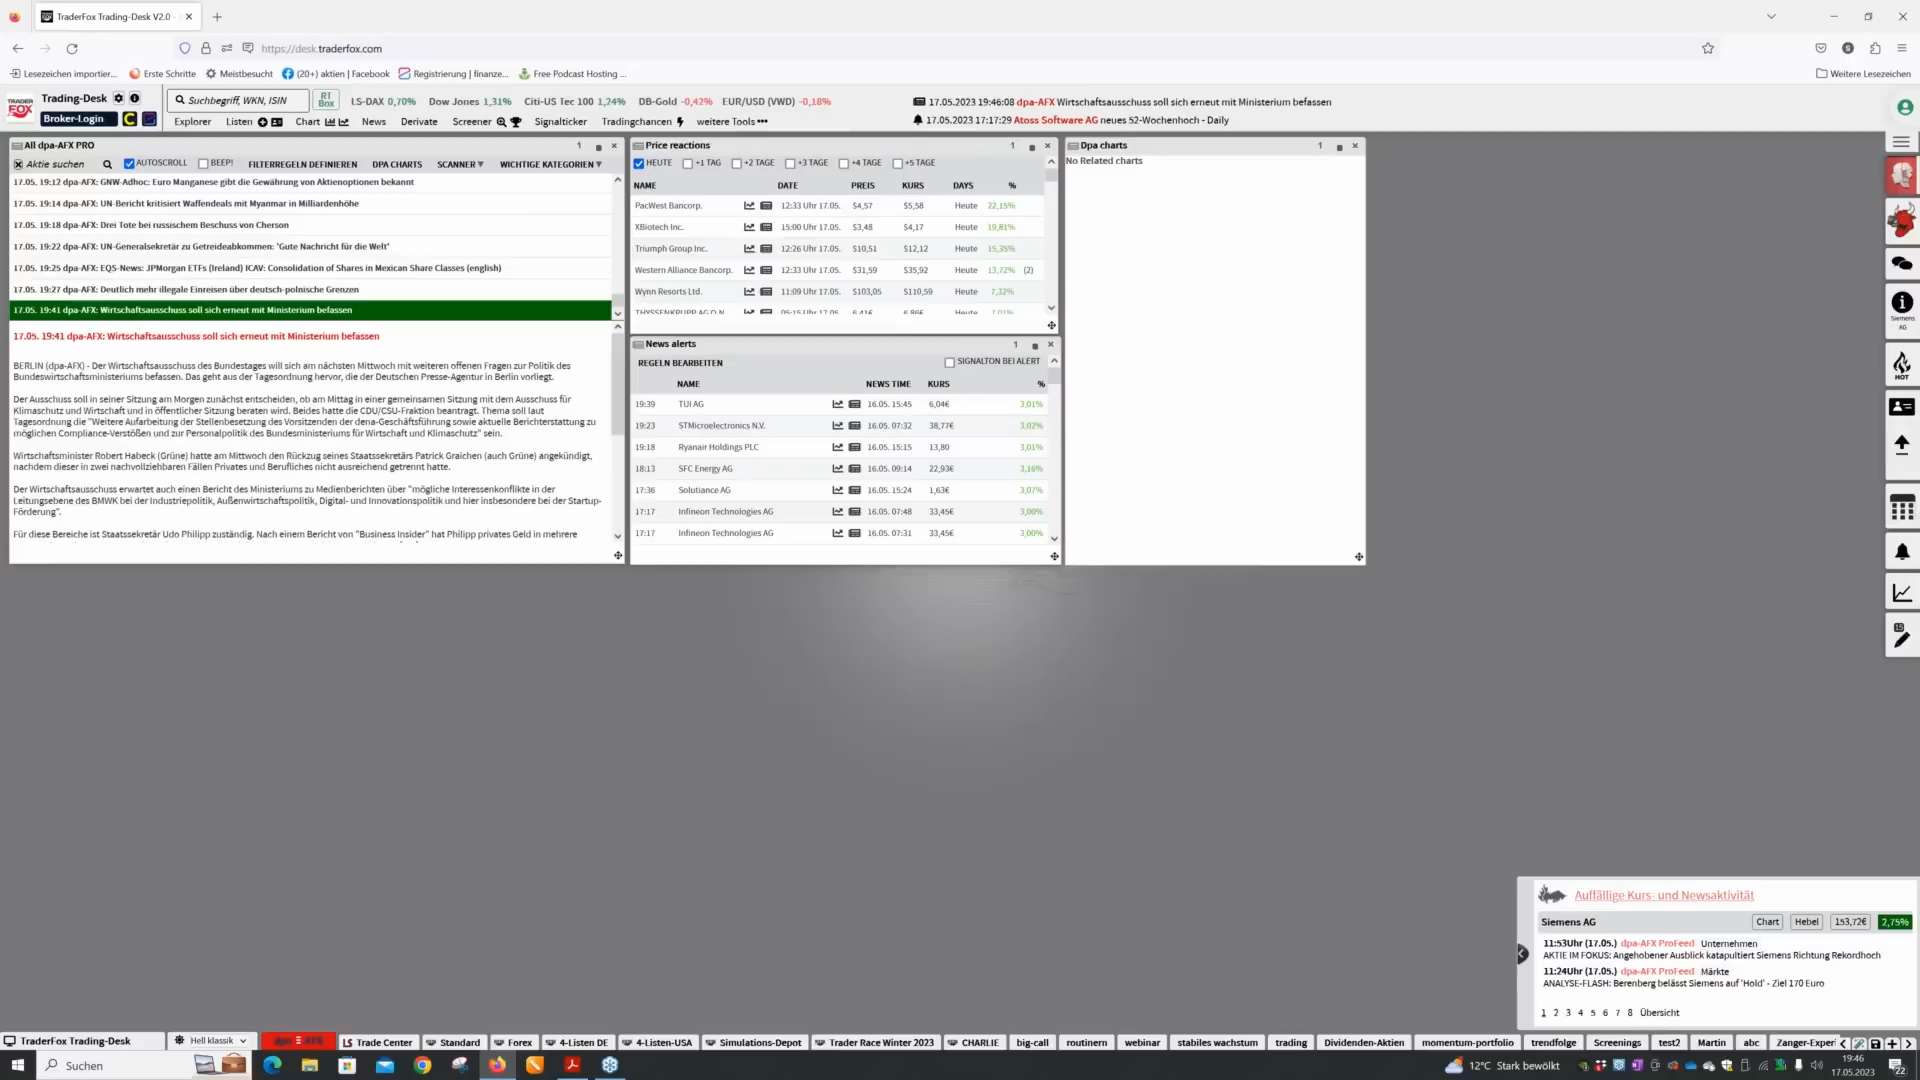 TraderFox Trading-Desk V2.0 -
https://desk.traderfox.com
Lesezeichen importier...
Erste Schritte
Meistbesucht
(20+) aktien | Facebook
Registrierung | finanze...
Free Podcast Hosting ...
Weitere Lesezeichen
TRADER FOX
Trading-Desk
Broker-Login
Suchbegriff, WKN, ISIN
RT Box
LS-DAX 0,70%
Dow Jones 1,31%
Citi-US Tec 100 1,24%
DB-Gold -0,42%
EUR/USD (VWD) -0,18%
17.05.2023 19:46:08 dpa-AFX Wirtschaftsausschuss soll sich erneut mit Ministerium befassen
17.05.2023 17:17:29 Atoss Software AG neues 52-Wochenhoch - Daily
Explorer
Listen
Chart
News
Derivate
Screener
Signalticker
Tradingchancen
weitere Tools
All dpa-AFX PRO 1
Aktie suchen
AUTOSCROLL
BEEP!
FILTERREGELN DEFINIEREN
DPA CHARTS
SCANNER
WICHTIGE KATEGORIEN
17.05. 19:12 dpa-AFX: GNW-Adhoc: Euro Manganese gibt die Gewährung von Aktienoptionen bekannt
17.05. 19:14 dpa-AFX: UN-Bericht kritisiert Waffendeals mit Myanmar in Milliardenhöhe
17.05. 19:18 dpa-AFX: Drei Tote bei russischem Beschuss von Cherson
17.05. 19:22 dpa-AFX: UN-Generalsekretär zu Getreideabkommen: 'Gute Nachricht für die Welt'
17.05. 19:25 dpa-AFX: EQS-News: JPMorgan ETFs (Ireland) ICAV: Consolidation of Shares in Mexican Share Classes (english)
17.05. 19:27 dpa-AFX: Deutlich mehr illegale Einreisen über deutsch-polnische Grenzen
17.05. 19:41 dpa-AFX: Wirtschaftsausschuss soll sich erneut mit Ministerium befassen
17.05. 19:41 dpa-AFX: Wirtschaftsausschuss soll sich erneut mit Ministerium befassen
BERLIN (dpa-AFX) - Der Wirtschaftsausschuss des Bundestages will sich am nächsten Mittwoch mit weiteren offenen Fragen zur Politik des
Bundeswirtschaftsministeriums befassen. Das geht aus der Tagesordnung hervor, die der Deutschen Presse-Agentur in Berlin vorliegt.
Der Ausschuss soll in seiner Sitzung am Morgen zunächst entscheiden, ob am Mittag in einer gemeinsamen Sitzung mit dem Ausschuss für
Klimaschutz und Wirtschaft und in öffentlicher Sitzung beraten wird. Beides hatte die CDU/CSU-Fraktion beantragt. Thema soll laut
Tagesordnung die "Weitere Aufarbeitung der Stellenbesetzung des Vorsitzenden der dena-Geschäftsführung sowie aktuelle Berichterstattung zu
möglichen Compliance-Verstößen und zur Personalpolitik des Bundesministeriums für Wirtschaft und Klimaschutz" sein.
Wirtschaftsminister Robert Habeck (Grüne) hatte am Mittwoch den Rückzug seines Staatssekretärs Patrick Graichen (auch Grüne) angekündigt,
nachdem dieser in zwei nachvollziehbaren Fällen Privates und Berufliches nicht ausreichend getrennt hatte.
Der Wirtschaftsausschuss erwartet auch einen Bericht des Ministeriums zu Medienberichten über "mögliche Interessenkonflikte in der
Leitungsebene des BMWK bei der Industriepolitik, Außenwirtschaftspolitik, Digital- und Innovationspolitik und hier insbesondere bei der Startup-
Förderung".
Für diese Bereiche ist Staatssekretär Udo Philipp zuständig. Nach einem Bericht von "Business Insider" hat Philipp privates Geld in mehrere
Price reactions 1
HEUTE +1 TAG +2 TAGE +3 TAGE +4 TAGE +5 TAGE
NAME DATE PREIS KURS DAYS %
PacWest Bancorp. 12:33 Uhr 17.05. $4,57 $5,58 Heute 22,15%
XBiotech Inc. 15:00 Uhr 17.05. $3,48 $4,17 Heute 19,81%
Triumph Group Inc. 12:26 Uhr 17.05. $10,51 $12,12 Heute 15,35%
Western Alliance Bancorp. 12:33 Uhr 17.05. $31,59 $35,92 Heute 13,72% (2)
Wynn Resorts Ltd. 11:09 Uhr 17.05. $103,05 $110,59 Heute 7,32%
THYSSENKRUPP AG O.N. 05:15 Uhr 17.05. 6,41€ 6,86€ Heute 7,01%
News alerts 1
REGELN BEARBEITEN
SIGNALTON BEI ALERT
NAME NEWS TIME KURS %
19:39 TUI AG 16.05. 15:45 6,04€ 3,01%
19:23 STMicroelectronics N.V. 16.05. 07:32 38,77€ 3,02%
19:18 Ryanair Holdings PLC 16.05. 15:15 13,80 3,01%
18:13 SFC Energy AG 16.05. 09:14 22,93€ 3,16%
17:36 Solutiance AG 16.05. 15:24 1,63€ 3,07%
17:17 Infineon Technologies AG 16.05. 07:48 33,45€ 3,00%
17:17 Infineon Technologies AG 16.05. 07:31 33,45€ 3,00%
Dpa charts 1
No Related charts
Siemens AG
HOT
Auffällige Kurs- und Newsaktivität
Siemens AG Chart Hebel 153,72€ 2,75%
11:53Uhr (17.05.) dpa-AFX ProFeed Unternehmen
AKTIE IM FOKUS: Angehobener Ausblick katapultiert Siemens Richtung Rekordhoch
11:24Uhr (17.05.) dpa-AFX ProFeed Märkte
ANALYSE-FLASH: Berenberg belässt Siemens auf 'Hold' - Ziel 170 Euro
1 2 3 4 5 6 7 8 Übersicht
TraderFox Trading-Desk
Hell klassik
LS Trade Center
Standard
Forex
4-Listen DE
4-Listen-USA
Simulations-Depot
Trader Race Winter 2023
CHARLIE
big-call
routinern
webinar
stabiles wachstum
trading
Dividenden-Aktien
momentum-portfolio
trendfolge
Screenings
test2
Martin
abc
Zanger-Exper
Suchen
12°C Stark bewölkt
19:46
17.05.2023
22